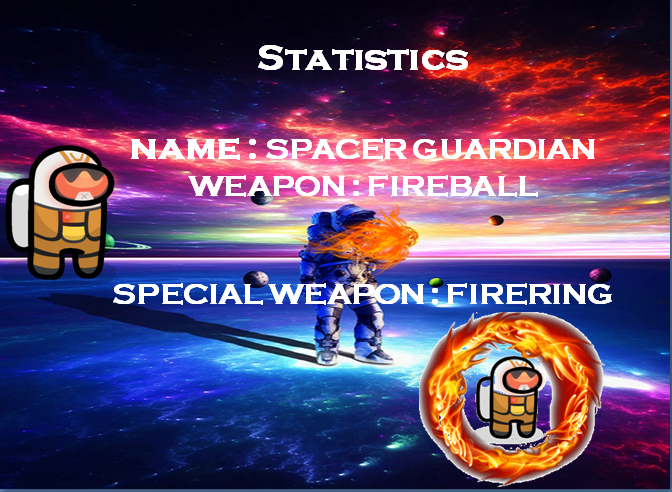 STATISTICS
NAME : SPACER GUARDIAN
WEAPON : FIREBALL
SPECIAL WEAPON : FIRERING